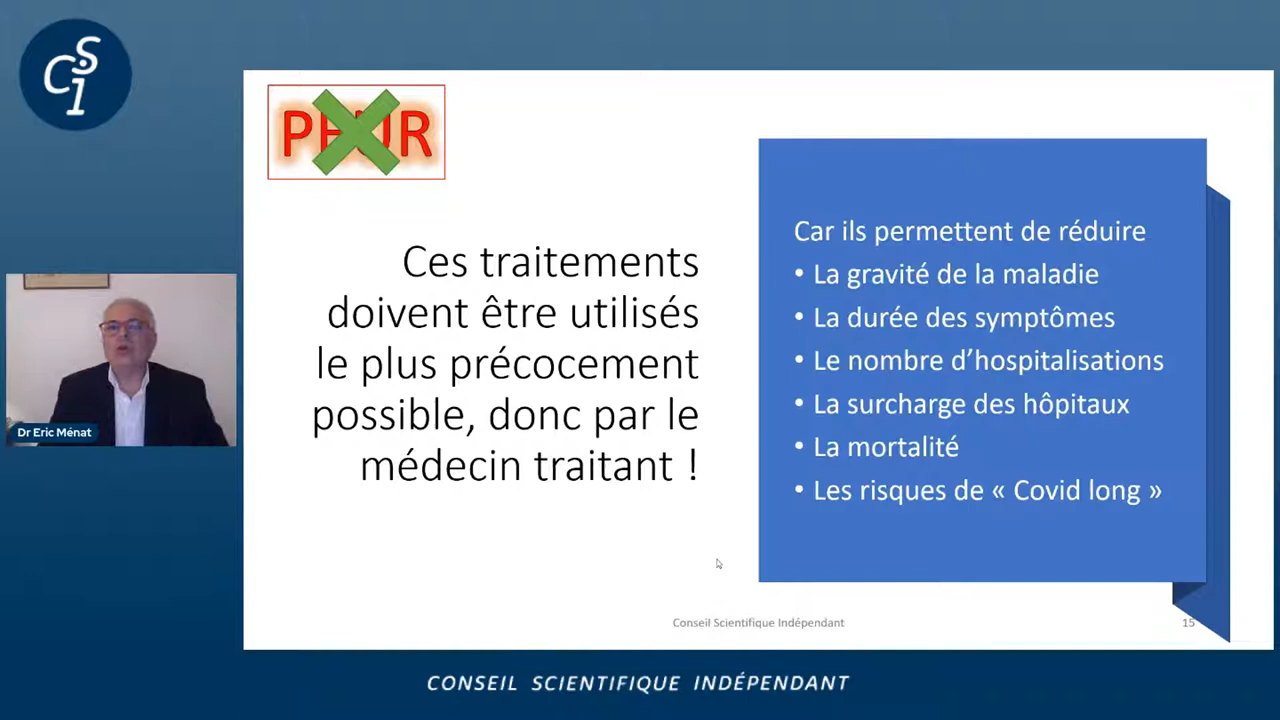 CSI
PEUR
Ces traitements
doivent être utilisés
le plus précocement
possible, donc par le
médecin traitant !
Car ils permettent de réduire
• La gravité de la maladie
• La durée des symptômes
• Le nombre d’hospitalisations
• La surcharge des hôpitaux
• La mortalité
• Les risques de « Covid long »
Dr Eric Ménat
Conseil Scientifique Indépendant
15
CONSEIL SCIENTIFIQUE INDÉPENDANT